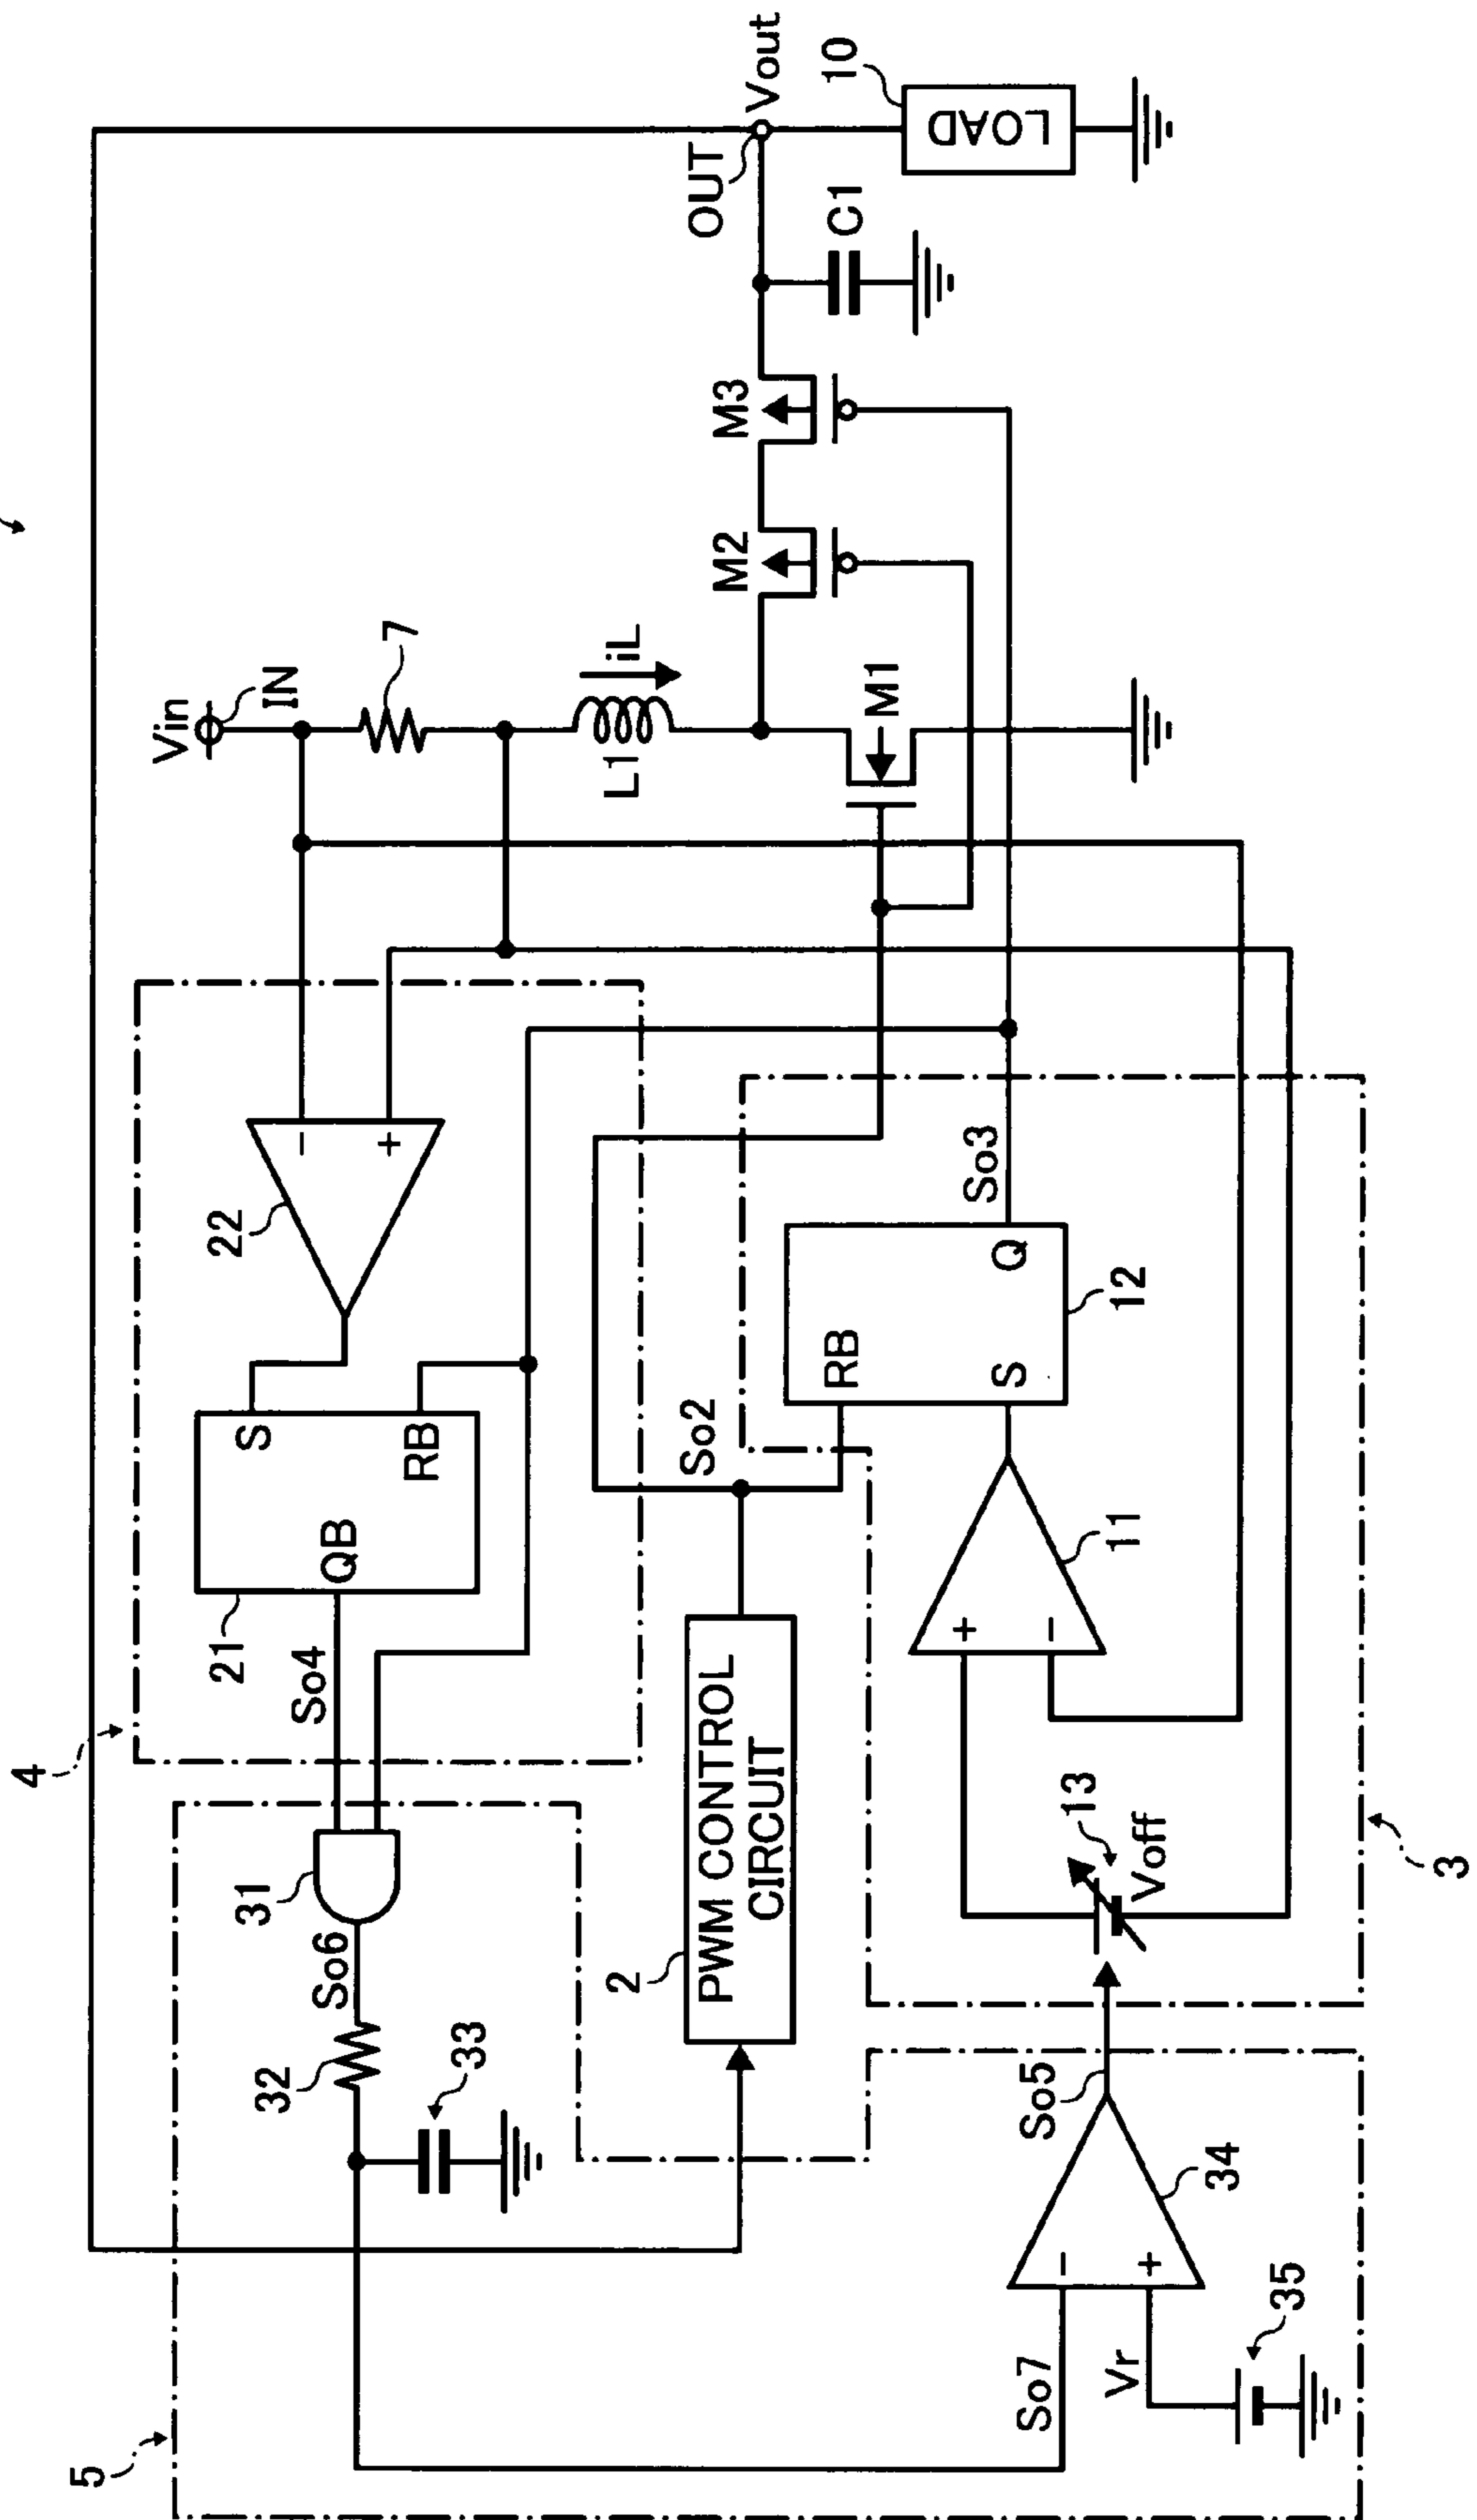 Vin
IN
7
L1
iL
M1
M2
M3
OUT
Vout
C1
10
LOAD
4
22
−
+
21
S
RB
QB
So4
5
31
So6
32
33
So2
2
PWM CONTROL
CIRCUIT
3
So3
RB
S
Q
12
11
+
−
13
Voff
So5
34
−
+
So7
Vr
35